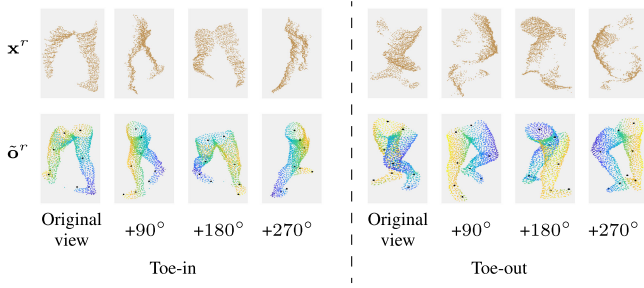 x^r
õ^r
Original view +90° +180° +270° Original view +90° +180° +270°
Toe-in Toe-out